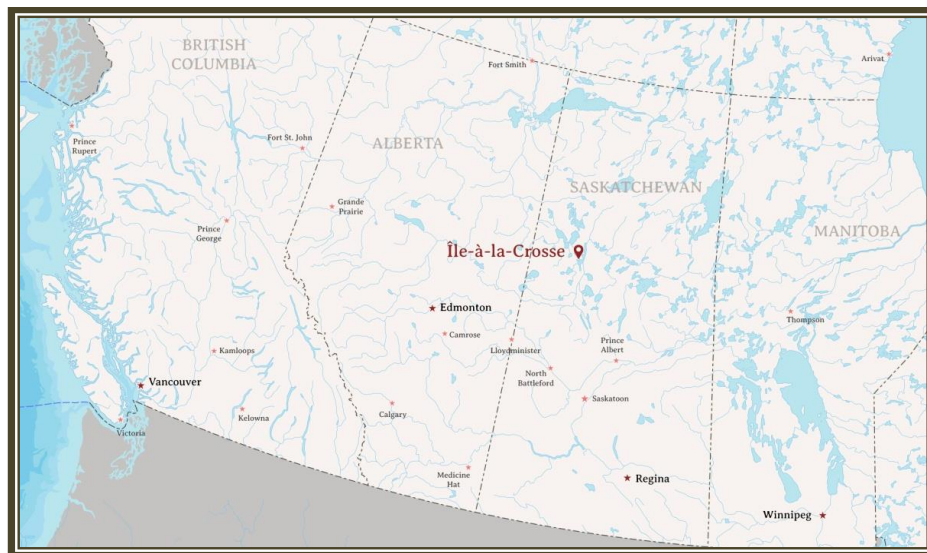 BRITISH
COLUMBIA
Fort Smith
Arivat
Prince
Rupert
Fort St. John
ALBERTA
SASKATCHEWAN
Grande
Prairie
Prince
George
MANITOBA
Île-à-la-Crosse
Edmonton
Camrose
Thompson
Lloydminister
Prince
Albert
Kamloops
North
Battleford
Vancouver
Saskatoon
Calgary
Kelowna
Victoria
Medicine
Hat
Regina
Winnipeg